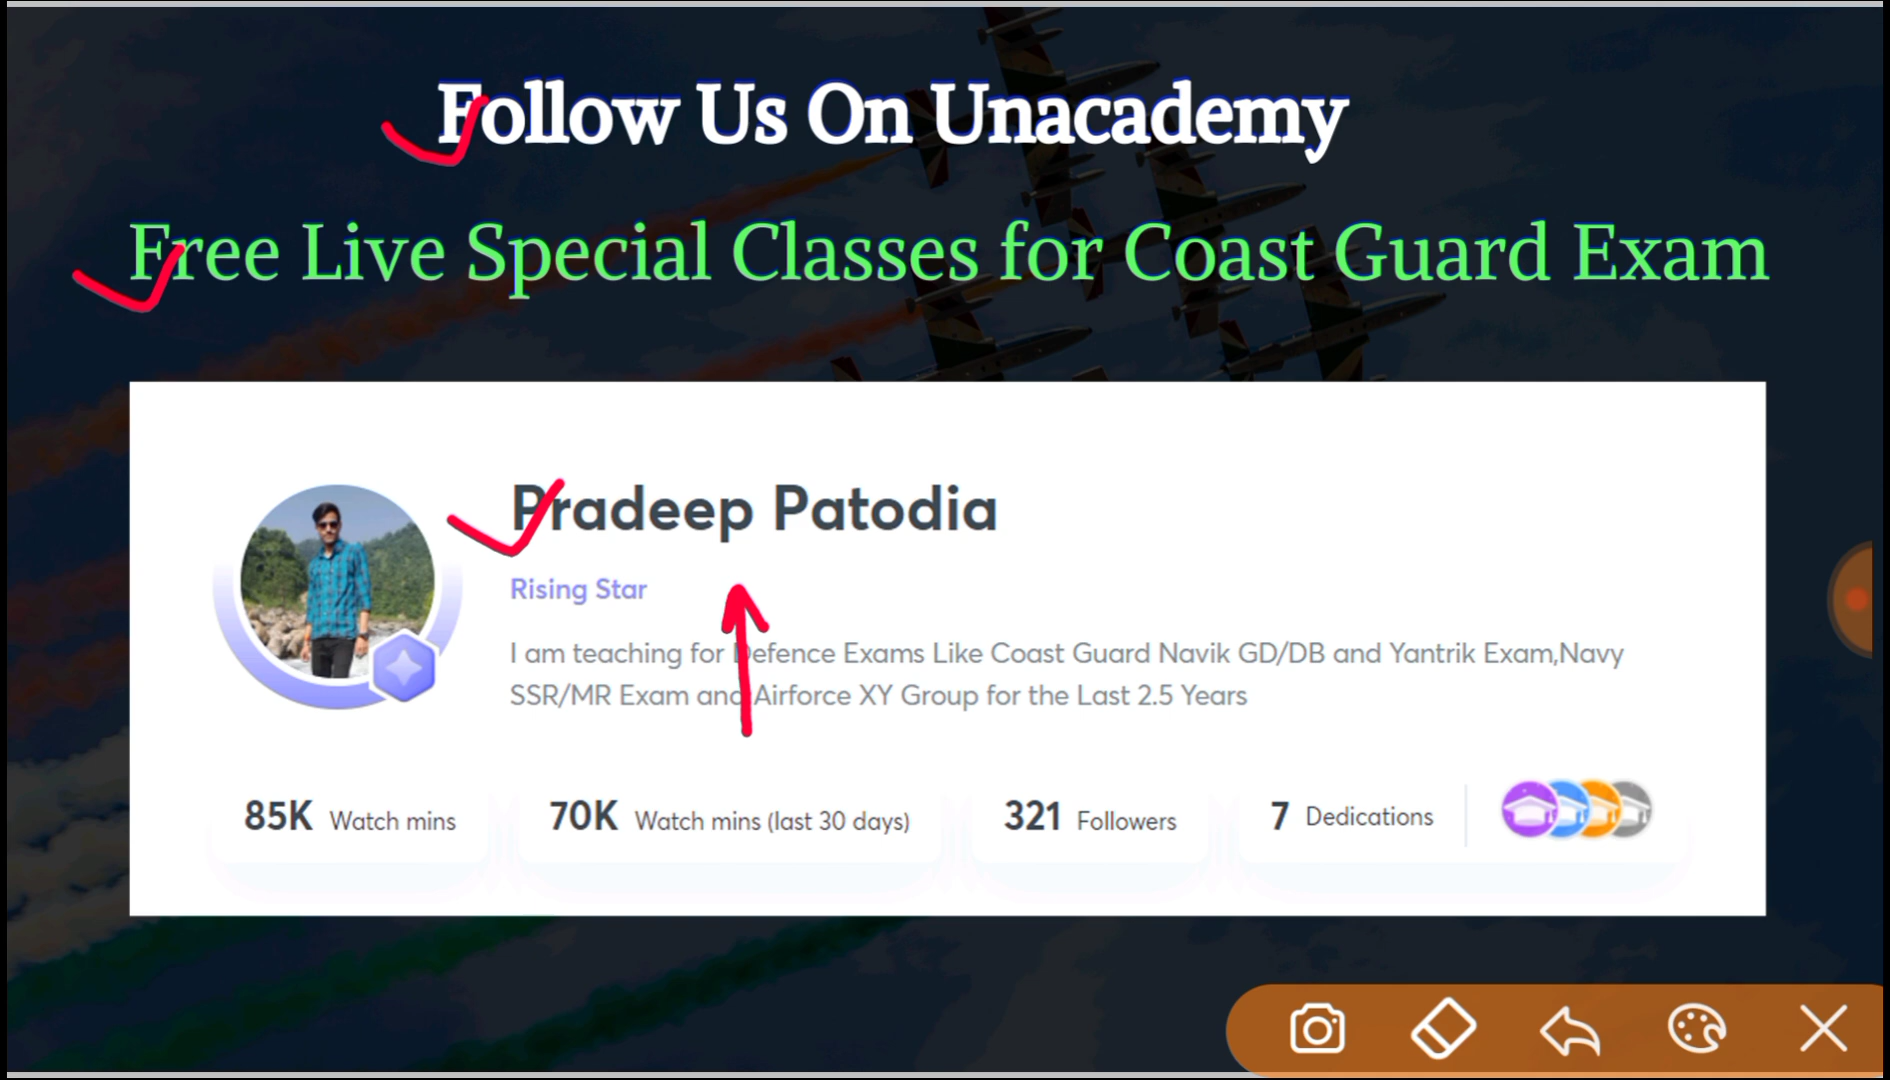 Follow Us On Unacademy
Free Live Special Classes for Coast Guard Exam
Pradeep Patodia
Rising Star
I am teaching for Defence Exams Like Coast Guard Navik GD/DB and Yantrik Exam,Navy
SSR/MR Exam and Airforce XY Group for the Last 2.5 Years
85K Watch mins 70K Watch mins (last 30 days) 321 Followers 7 Dedications